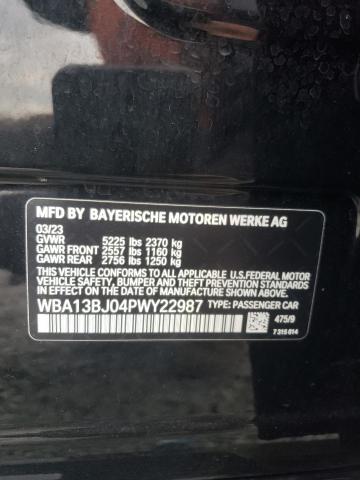 MFD BY BAYERISCHE MOTOREN WERKE AG
03/23
GVWR 5225 lbs 2370 kg
GAWR FRONT 2557 lbs 1160 kg
GAWR REAR 2756 lbs 1250 kg
THIS VEHICLE CONFORMS TO ALL APPLICABLE U.S.FEDERAL MOTOR
VEHICLE SAFETY, BUMPER, AND THEFT PREVENTION STANDARDS
IN EFFECT ON THE DATE OF MANUFACTURE SHOWN ABOVE.
WBA13BJ04PWY22987 TYPE: PASSENGER CAR
475/9
7 315 014